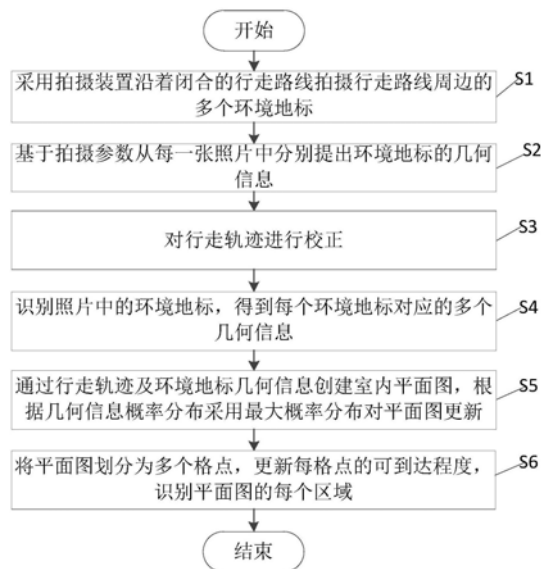 开始
采用拍摄装置沿着闭合的行走路线拍摄行走路线周边的
多个环境地标
S1
基于拍摄参数从每一张照片中分别提出环境地标的几何
信息
S2
对行走轨迹进行校正
S3
识别照片中的环境地标，得到每个环境地标对应的多个
几何信息
S4
通过行走轨迹及环境地标几何信息创建室内平面图，根
据几何信息概率分布采用最大概率分布对平面图更新
S5
将平面图划分为多个格点，更新每格点的可到达程度，
识别平面图的每个区域
S6
结束